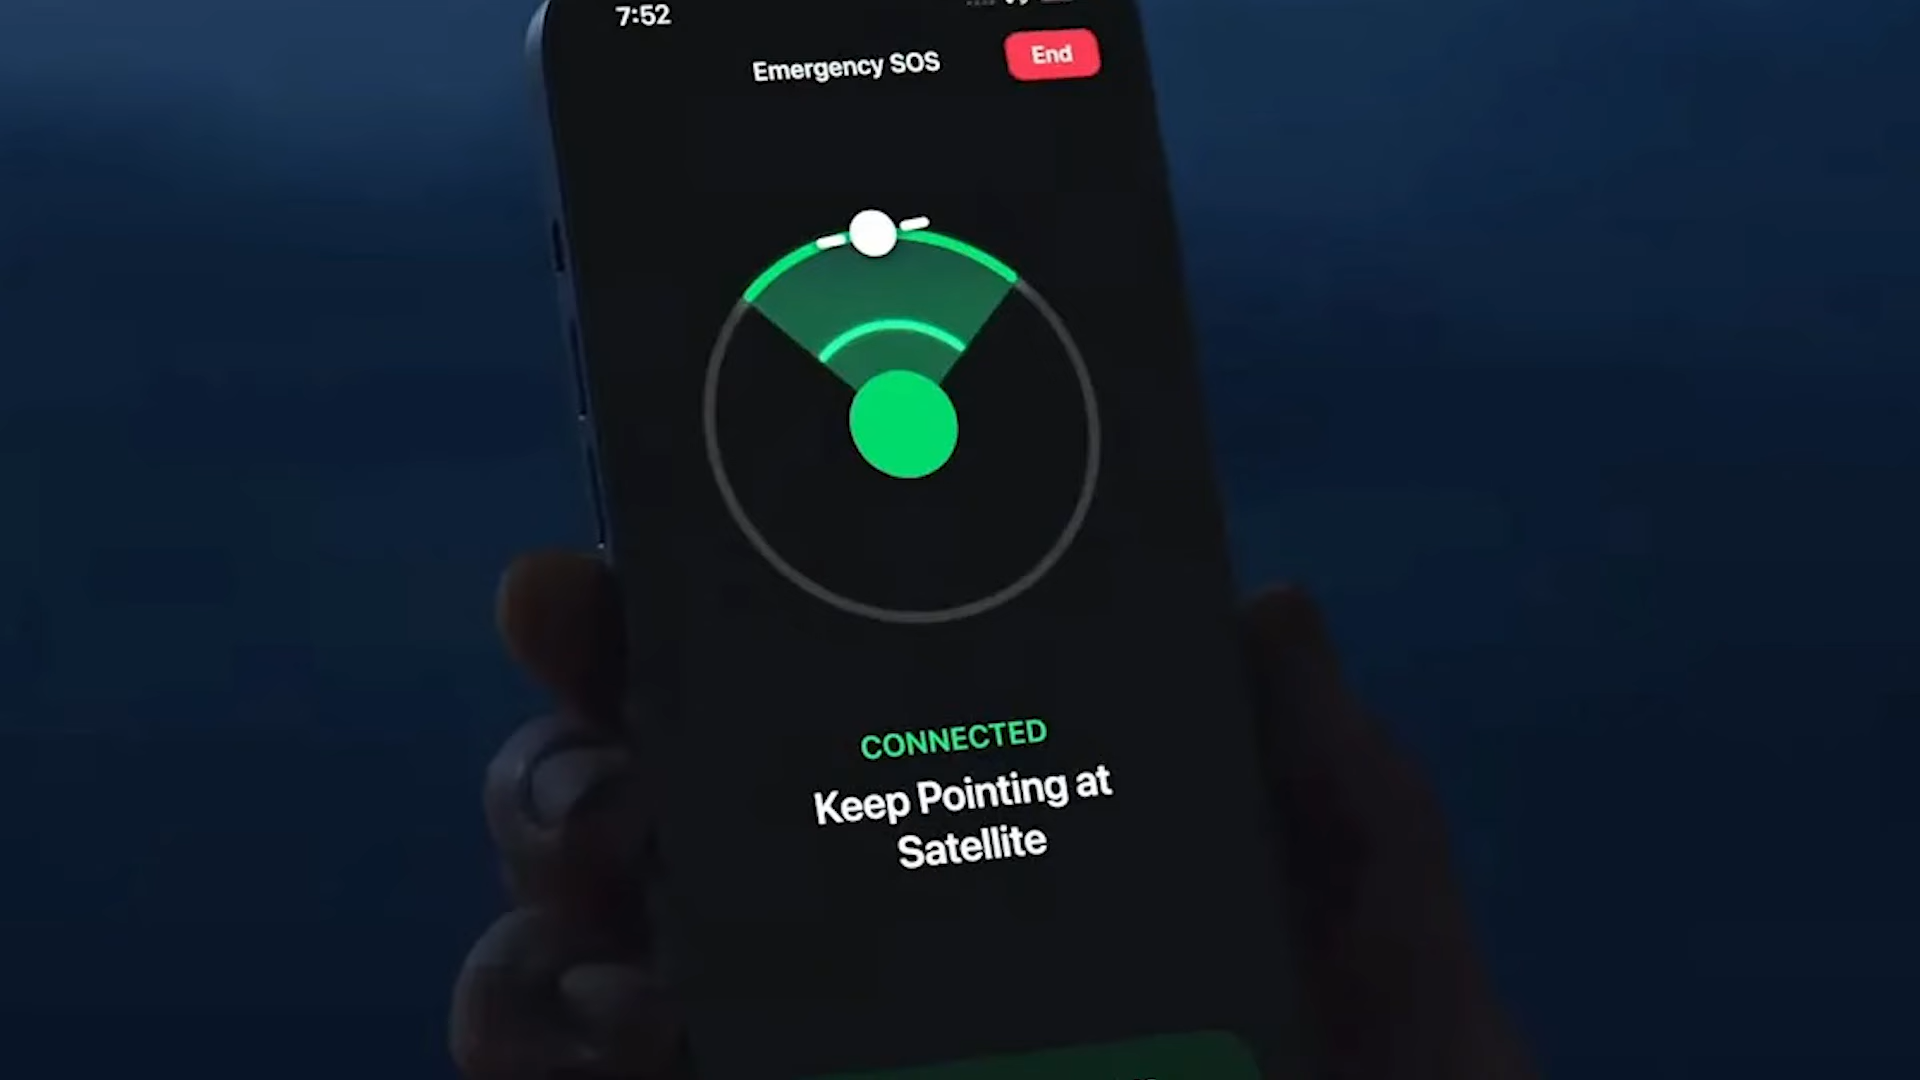 7:52
Emergency SOS
End
CONNECTED
Keep Pointing at
Satellite